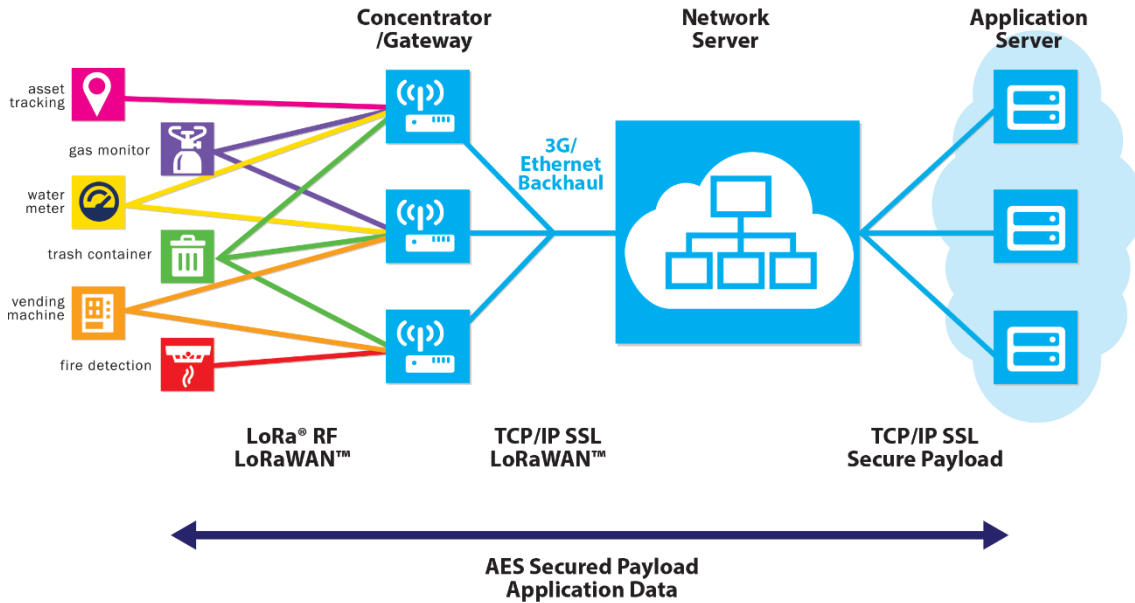 Concentrator
/Gateway
Network
Server
Application
Server
asset
tracking
gas monitor
water
meter
trash container
vending
machine
fire detection
3G/
Ethernet
Backhaul
LoRa® RF
LoRaWAN™
TCP/IP SSL
LoRaWAN™
TCP/IP SSL
Secure Payload
AES Secured Payload
Application Data